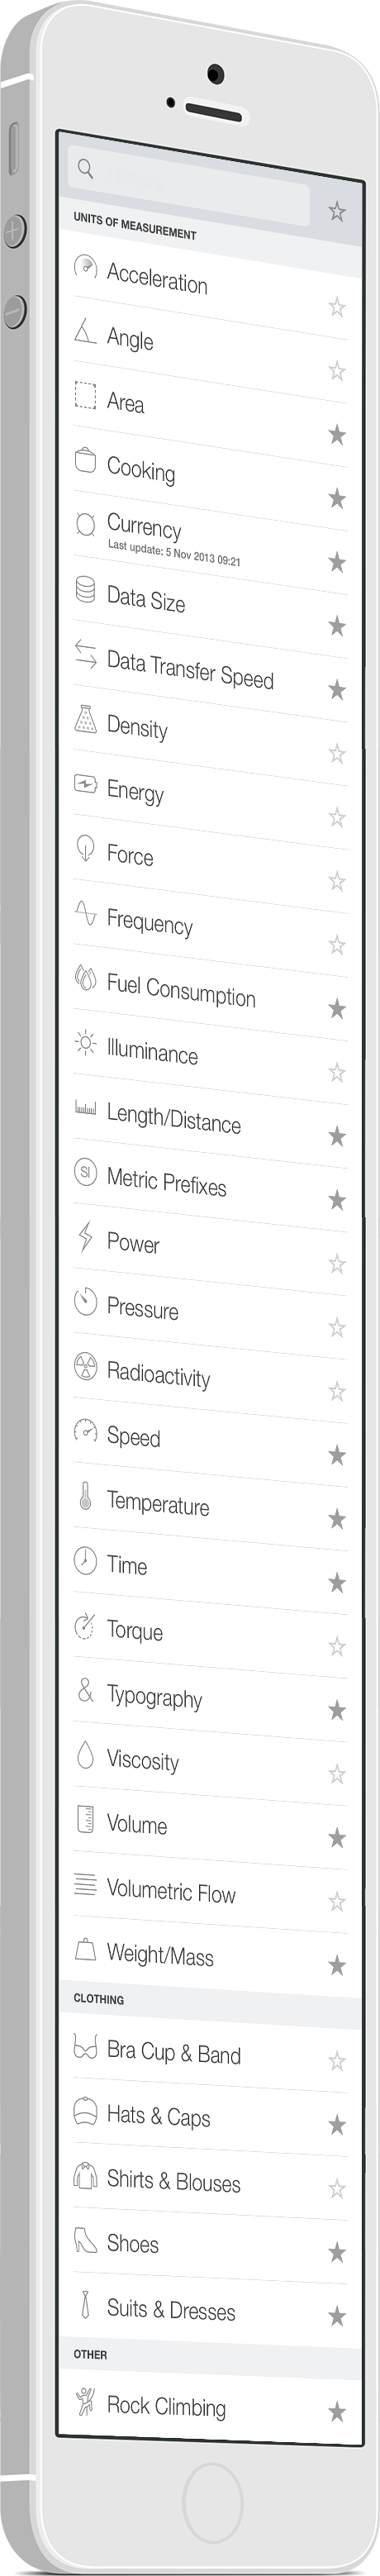 UNITS OF MEASUREMENT
Acceleration
Angle
Area
Cooking
Currency
Last update: 5 Nov 2013 09:21
Data Size
Data Transfer Speed
Density
Energy
Force
Frequency
Fuel Consumption
Illuminance
Length/Distance
SI
Metric Prefixes
Power
Pressure
Radioactivity
Speed
Temperature
Time
Torque
&
Typography
Viscosity
Volume
Volumetric Flow
Weight/Mass
CLOTHING
Bra Cup & Band
Hats & Caps
Shirts & Blouses
Shoes
Suits & Dresses
OTHER
Rock Climbing